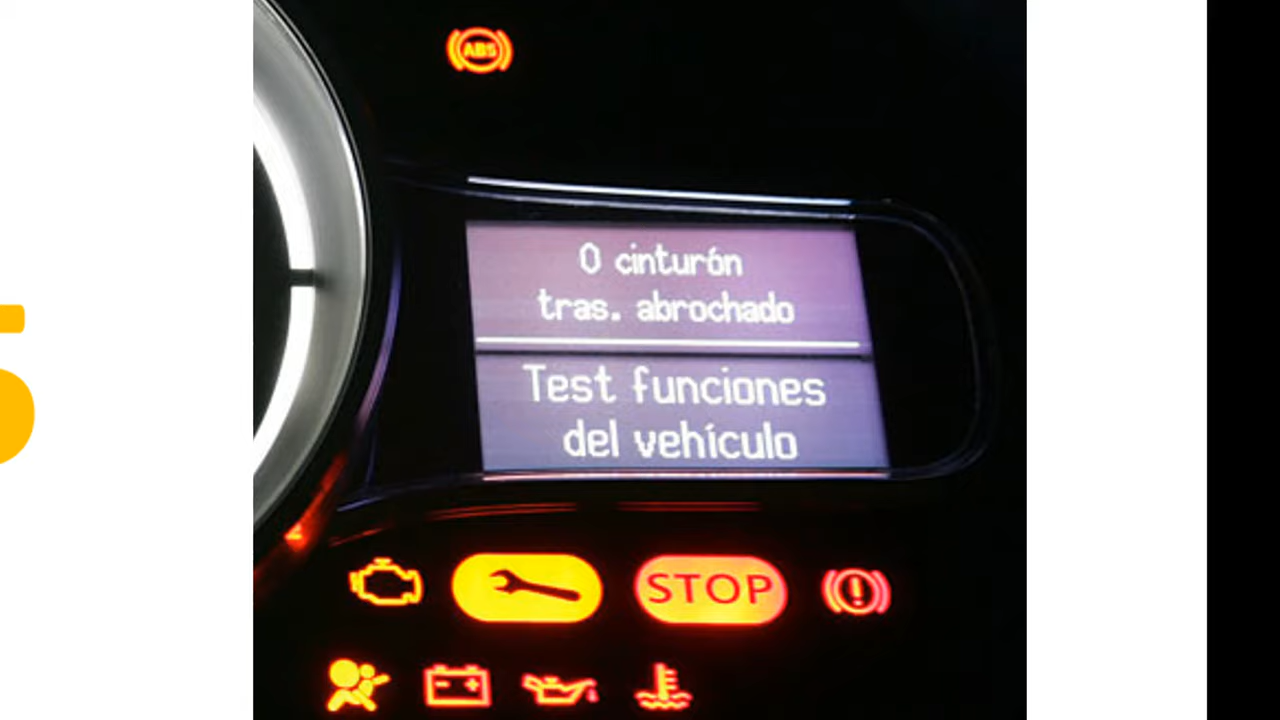 ABS
0 cinturón
tras. abrochado
Test funciones
del vehículo
STOP